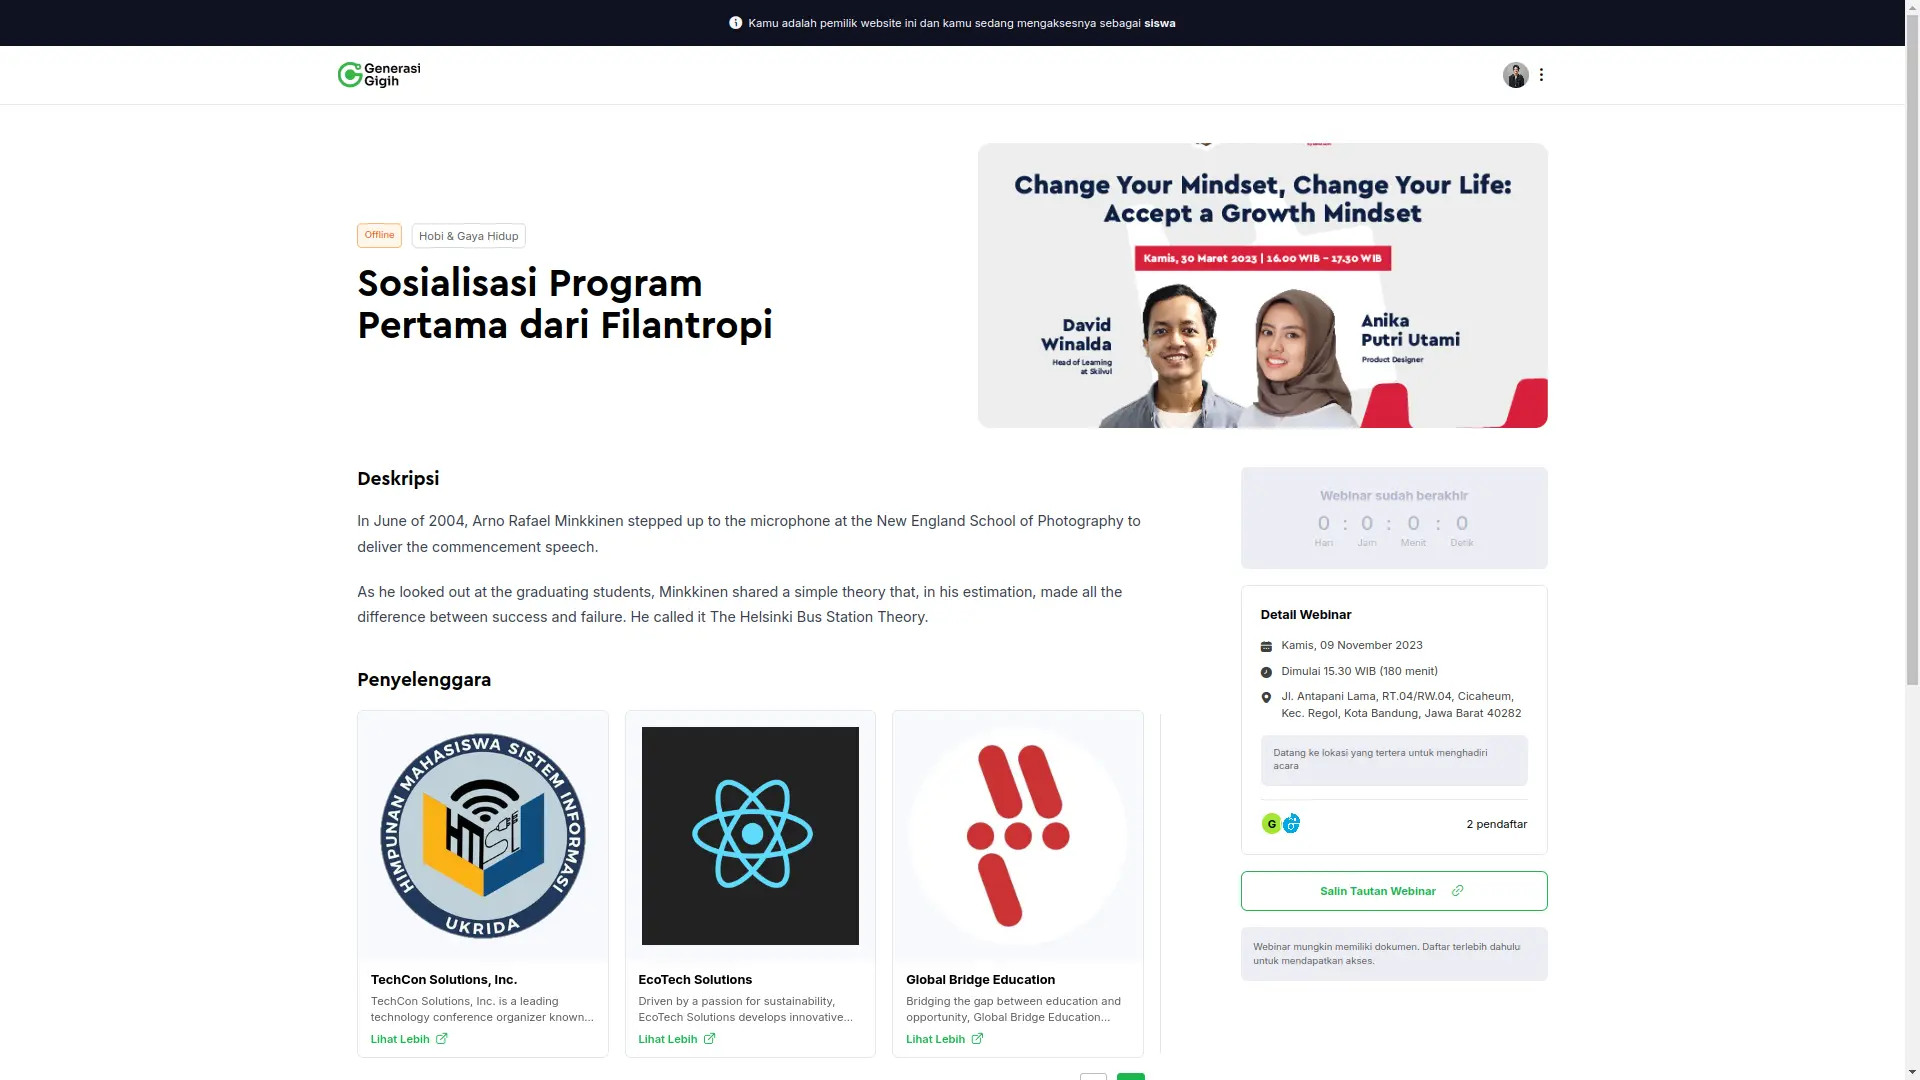 Kamu adalah pemilik website ini dan kamu sedang mengaksesnya sebagai siswa
Generasi
Gigih
Change Your Mindset, Change Your Life:
Accept a Growth Mindset
Kamis, 30 Maret 2023 | 16.00 WIB - 17.30 WIB
David
Winalda
Head of Learning
at Skilvul
Anika
Putri Utami
Product Designer
Offline
Hobi & Gaya Hidup
Sosialisasi Program
Pertama dari Filantropi
Deskripsi
In June of 2004, Arno Rafael Minkkinen stepped up to the microphone at the New England School of Photography to
deliver the commencement speech.
As he looked out at the graduating students, Minkkinen shared a simple theory that, in his estimation, made all the
difference between success and failure. He called it The Helsinki Bus Station Theory.
Penyelenggara
HIMPUNAN MAHASISWA SISTEM INFORMASI
HIMSI
UKRIDA
TechCon Solutions, Inc.
TechCon Solutions, Inc. is a leading
technology conference organizer known...
Lihat Lebih
EcoTech Solutions
Driven by a passion for sustainability,
EcoTech Solutions develops innovative...
Lihat Lebih
Global Bridge Education
Bridging the gap between education and
opportunity, Global Bridge Education...
Lihat Lebih
Webinar sudah berakhir
0 : 0 : 0 : 0
Hari Jam Menit Detik
Detail Webinar
Kamis, 09 November 2023
Dimulai 15.30 WIB (180 menit)
Jl. Antapani Lama, RT.04/RW.04, Cicaheum,
Kec. Regol, Kota Bandung, Jawa Barat 40282
Datang ke lokasi yang tertera untuk menghadiri
acara
G
2 pendaftar
Salin Tautan Webinar
Webinar mungkin memiliki dokumen. Daftar terlebih dahulu
untuk mendapatkan akses.